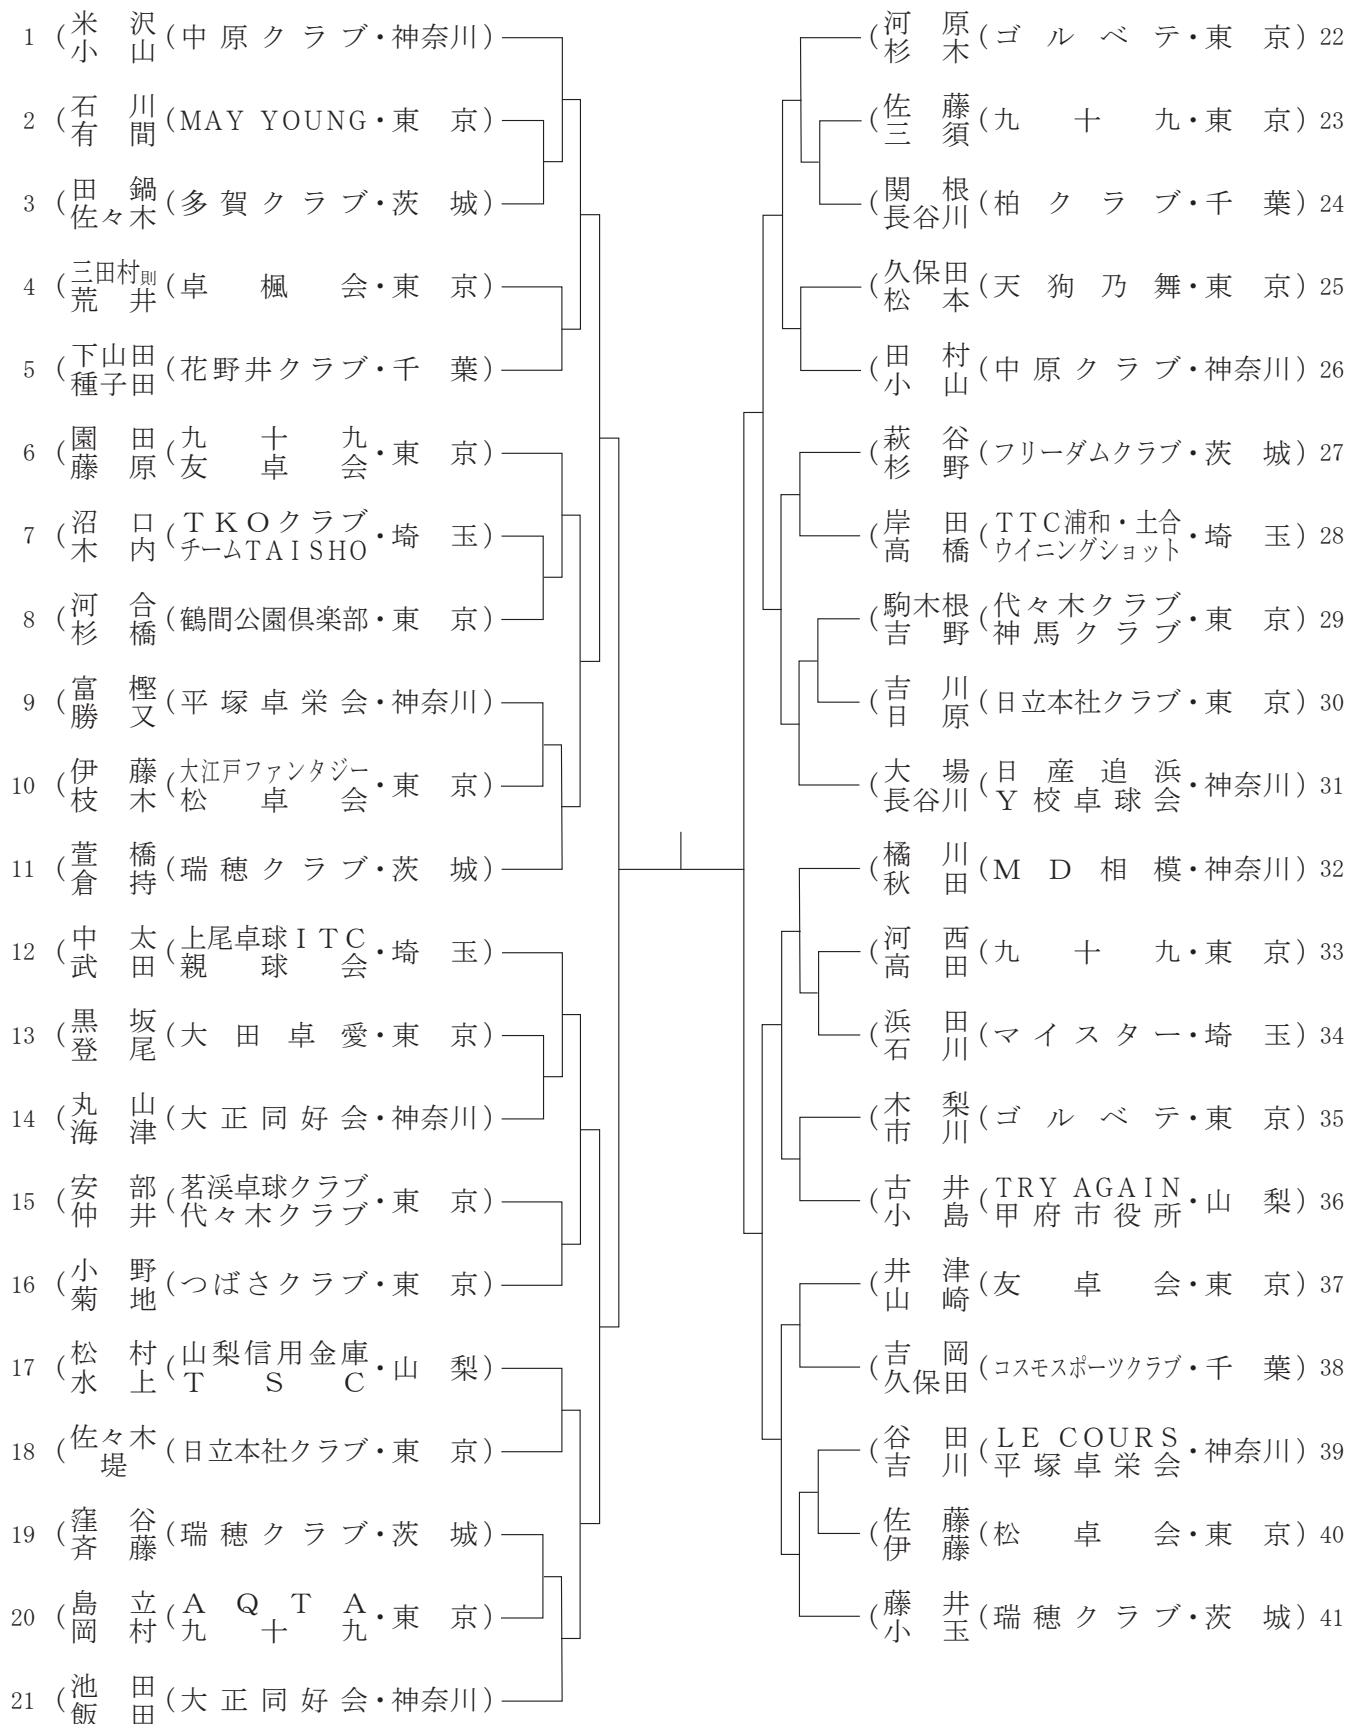 1 (米沢 小山 (中原クラブ・神奈川)
2 (石川 有間 (MAY YOUNG・東京)
3 (田鍋 佐々木 (多賀クラブ・茨城)
4 (三田村則 荒井 (卓楓会・東京)
5 (下山田 種子田 (花野井クラブ・千葉)
6 (園田 藤原 (九十九 友卓会・東京)
7 (沼口 木内 (TKOクラブ チームTAISHO・埼玉)
8 (河合 杉橋 (鶴間公園倶楽部・東京)
9 (富樫 勝又 (平塚卓栄会・神奈川)
10 (伊藤 枝木 (大江戸ファンタジー 松卓会・東京)
11 (萱橋 倉持 (瑞穂クラブ・茨城)
12 (中太 武田 (上尾卓球ITC 親球会・埼玉)
13 (黒坂 登尾 (大田卓愛・東京)
14 (丸山 海津 (大正同好会・神奈川)
15 (安部 仲井 (茗渓卓球クラブ 代々木クラブ・東京)
16 (小野 菊地 (つばさクラブ・東京)
17 (松村 水上 (山梨信用金庫 TSC・山梨)
18 (佐々木 堤 (日立本社クラブ・東京)
19 (窪谷 斉藤 (瑞穂クラブ・茨城)
20 (島立 岡村 (AQTA 九十九・東京)
21 (池田 飯田 (大正同好会・神奈川)
(河原 杉木 (ゴルベテ・東京) 22
(佐藤 三須 (九十九・東京) 23
(関根 長谷川 (柏クラブ・千葉) 24
(久保田 松本 (天狗乃舞・東京) 25
(田村 小山 (中原クラブ・神奈川) 26
(萩谷 杉野 (フリーダムクラブ・茨城) 27
(岸田 高橋 (TTC浦和・土合 ウイニングショット・埼玉) 28
(駒木根 吉野 (代々木クラブ 神馬クラブ・東京) 29
(吉川 日原 (日立本社クラブ・東京) 30
(大場 長谷川 (日産追浜 Y校卓球会・神奈川) 31
(橘川 秋田 (MD相模・神奈川) 32
(河西 高田 (九十九・東京) 33
(浜田 石川 (マイスター・埼玉) 34
(木梨 市川 (ゴルベテ・東京) 35
(古井 小島 (TRY AGAIN 甲府市役所・山梨) 36
(井津 山崎 (友卓会・東京) 37
(吉岡 久保田 (コスモスポーツクラブ・千葉) 38
(谷田 吉川 (LE COURS 平塚卓栄会・神奈川) 39
(佐藤 伊藤 (松卓会・東京) 40
(藤井 小玉 (瑞穂クラブ・茨城) 41